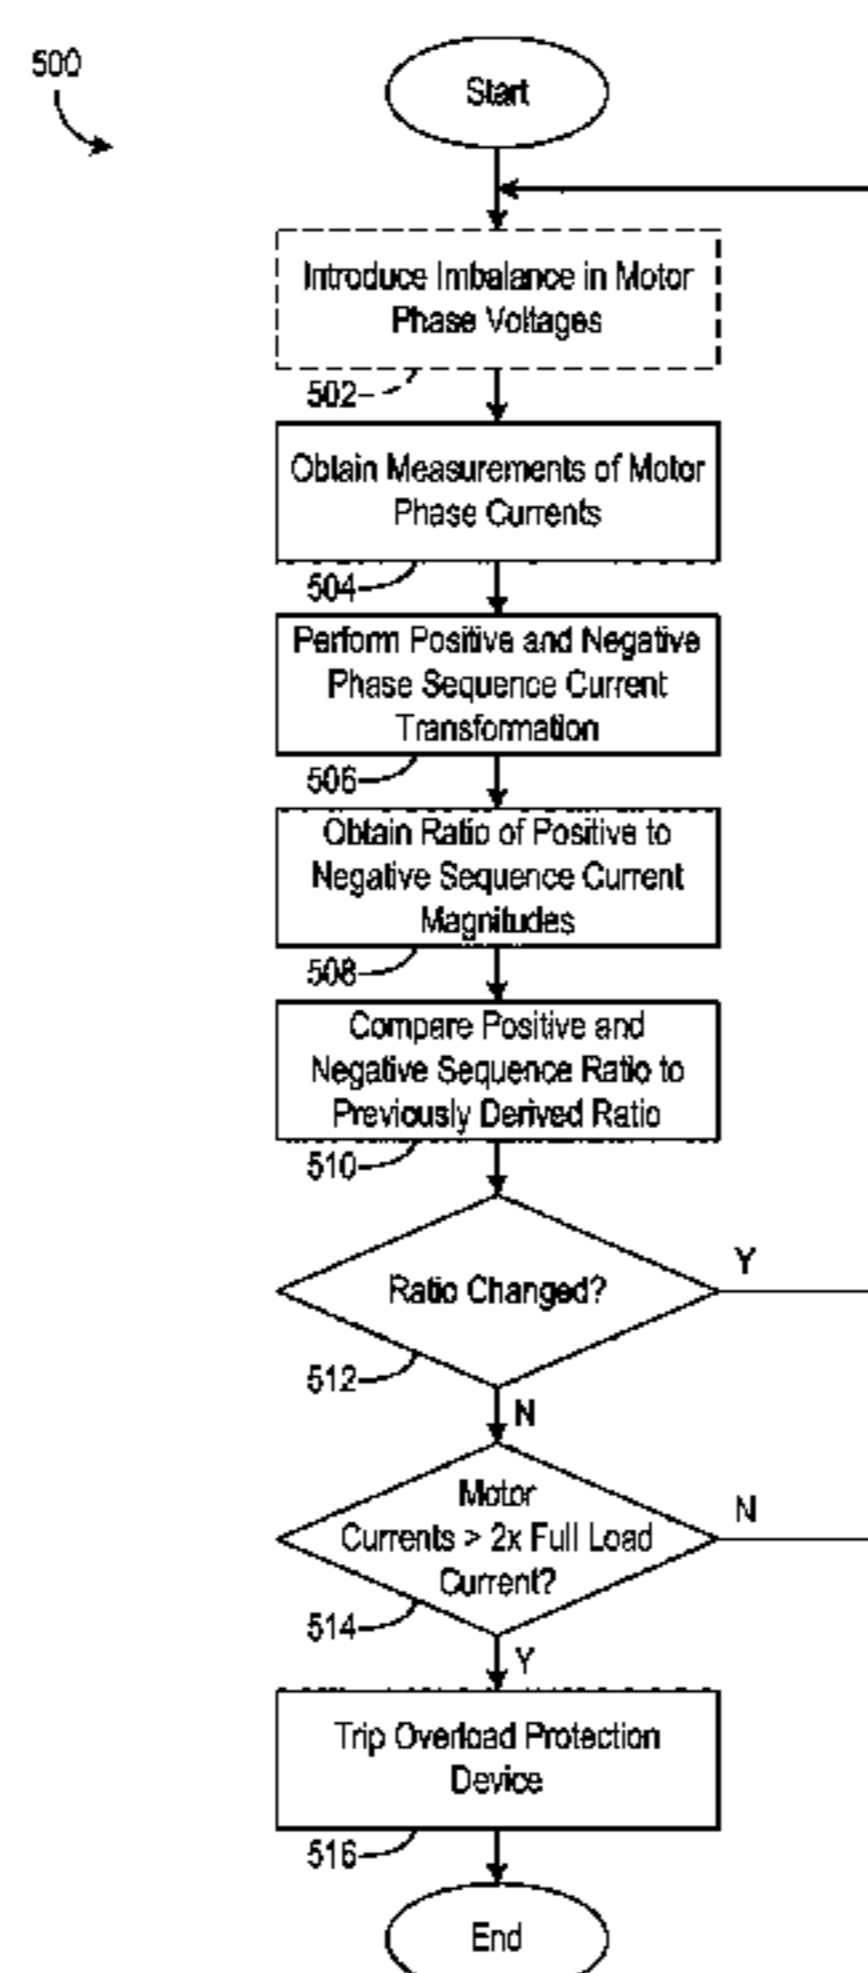 500
Start
Introduce Imbalance in Motor
Phase Voltages
502
Obtain Measurements of Motor
Phase Currents
504
Perform Positive and Negative
Phase Sequence Current
Transformation
506
Obtain Ratio of Positive to
Negative Sequence Current
Magnitudes
508
Compare Positive and
Negative Sequence Ratio to
Previously Derived Ratio
510
Ratio Changed?
Y
512
N
Motor
Currents > 2x Full Load
Current?
N
514
Y
Trip Overload Protection
Device
516
End